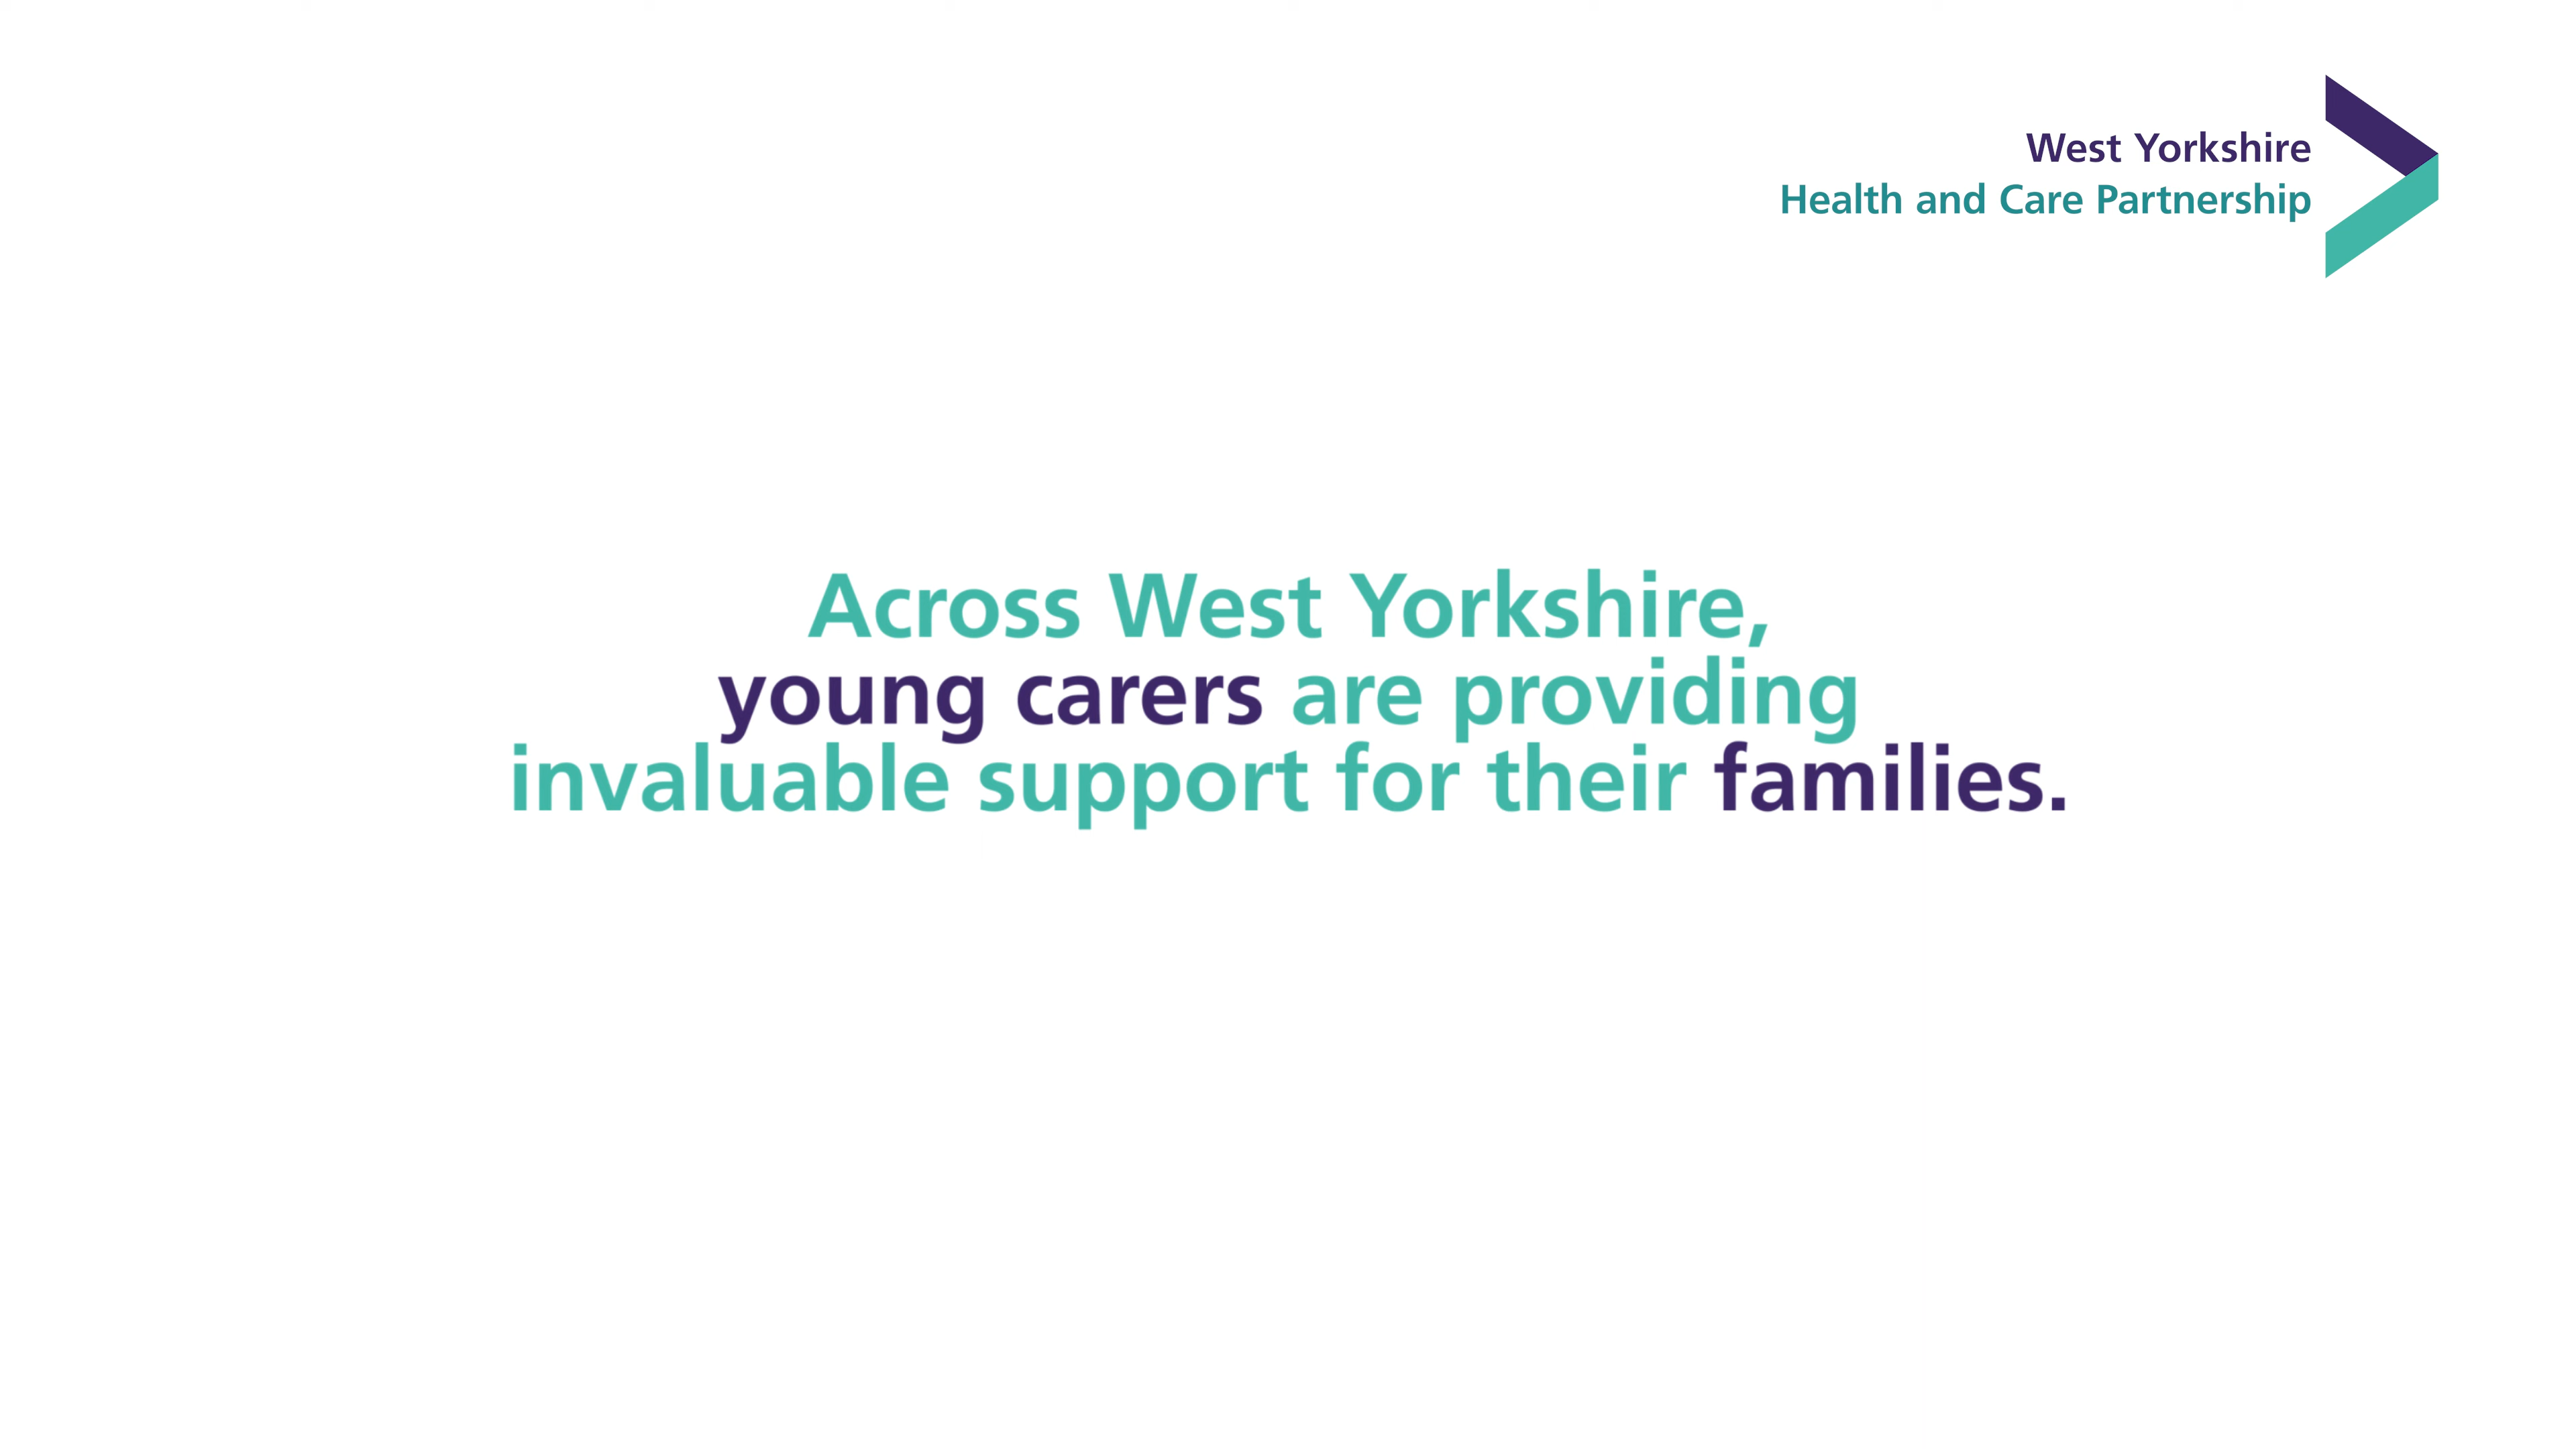 West Yorkshire
Health and Care Partnership
Across West Yorkshire,
young carers are providing
invaluable support for their families.